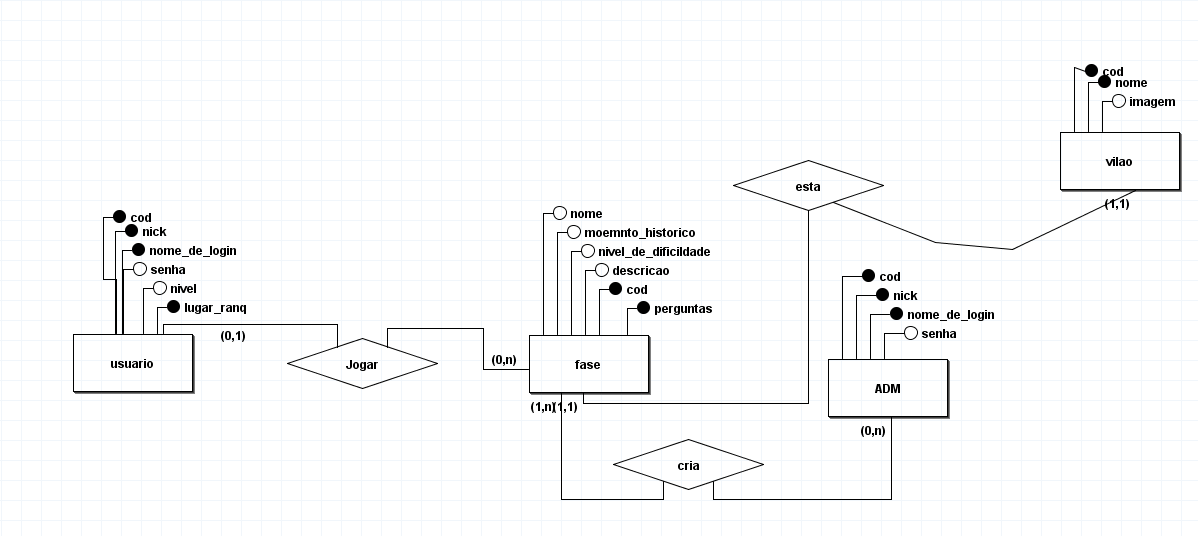 cod
nome
imagem
vilao
(1,1)
esta
cod
nick
nome_de_login
senha
nivel
lugar_ranq
usuario
(0,1)
Jogar
(0,n)
nome
moemnto_historico
nivel_de_dificildade
descricao
cod
perguntas
fase
(1,n)
(1,1)
cod
nick
nome_de_login
senha
ADM
(0,n)
cria